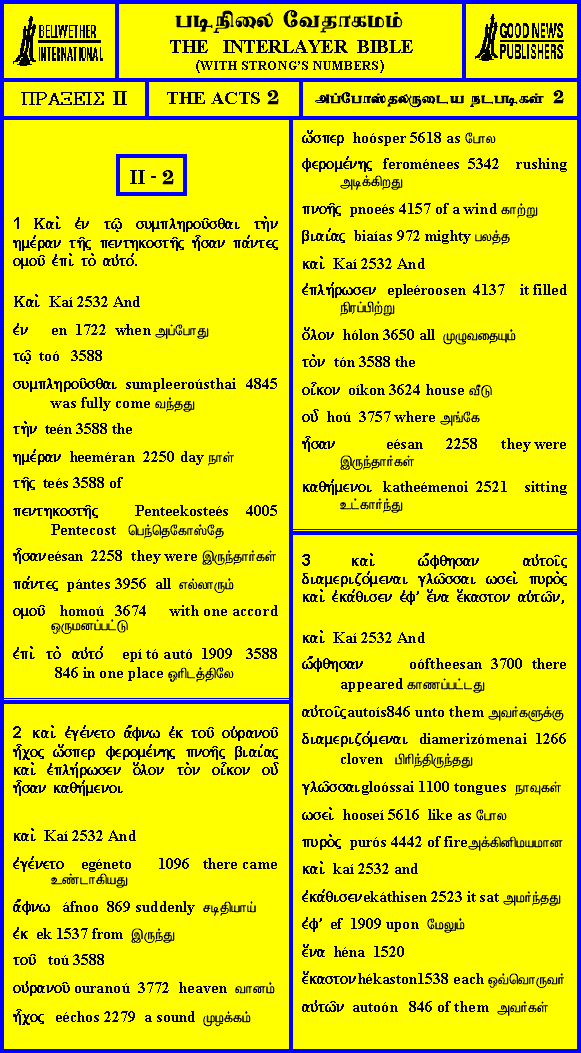 BELLWETHER
INTERNATIONAL
படிநிலை வேதாகமம்
THE INTERLAYER BIBLE
(WITH STRONG'S NUMBERS)
GOOD NEWS
PUBLISHERS
ΠΡΑΞΕΙΣ II
THE ACTS 2
அப்போஸ்தலருடைய நடபடிகள் 2
II - 2
1 Καὶ ἐν τῷ συμπληροῦσθαι τὴν
ημέραν τῆς πεντηκοστῆς ἦσαν πάντες
ομοῦ ἐπὶ τὸ αὐτό.
Καὶ Kaí 2532 And
ἐν en 1722 when அப்போது
τῷ toó 3588
συμπληροῦσθαι sumpleeroústhai 4845
was fully come வந்தது
τὴν teén 3588 the
ημέραν heeméran 2250 day நாள்
τῆς teés 3588 of
πεντηκοστῆς Penteekosteés 4005
Pentecost பெந்தெகோஸ்தே
ἦσαν eésan 2258 they were இருந்தார்கள்
πάντες pántes 3956 all எல்லாரும்
ομοῦ homoú 3674 with one accord
ஒருமனப்பட்டு
ἐπὶ τὸ αὐτό epí tó autó 1909 3588
846 in one place ஓரிடத்திலே
2 καὶ ἐγένετο ἄφνω ἐκ τοῦ οὐρανοῦ
ἦχος ὥσπερ φερομένης πνοῆς βιαίας
καὶ ἐπλήρωσεν ὅλον τὸν οἶκον οὗ
ἦσαν καθήμενοι
καὶ Kaí 2532 And
ἐγένετο egéneto 1096 there came
உண்டாகியது
ἄφνω áfnoo 869 suddenly சடிதியாய்
ἐκ ek 1537 from இருந்து
τοῦ toú 3588
οὐρανοῦ ouranoú 3772 heaven வானம்
ἦχος eéchos 2279 a sound முழக்கம்
ὥσπερ hoósper 5618 as போல
φερομένης feroménees 5342 rushing
அடிக்கிறது
πνοῆς pnoeés 4157 of a wind காற்று
βιαίας biaías 972 mighty பலத்த
καὶ Kaí 2532 And
ἐπλήρωσεν epleéroosen 4137 it filled
நிரப்பிற்று
ὅλον hólon 3650 all முழுவதையும்
τὸν tón 3588 the
οἶκον oíkon 3624 house வீடு
οὗ hoú 3757 where அங்கே
ἦσαν eésan 2258 they were
இருந்தார்கள்
καθήμενοι katheémenoi 2521 sitting
உட்கார்ந்து
3 καὶ ὤφθησαν αὐτοῖς
διαμεριζόμεναι γλῶσσαι ωσεὶ πυρὸς
καὶ ἐκάθισεν ἐφ' ἕνα ἕκαστον αὐτῶν,
καὶ Kaí 2532 And
ὤφθησαν oóftheesan 3700 there
appeared காணப்பட்டது
αὐτοῖς autoís846 unto them அவர்களுக்கு
διαμεριζόμεναι diamerizómenai 1266
cloven பிரிந்திருந்தது
γλῶσσαι gloóssai 1100 tongues நாவுகள்
ωσεὶ hooseí 5616 like as போல
πυρὸς purós 4442 of fire அக்கினிமயமான
καὶ kaí 2532 and
ἐκάθισεν ekáthisen 2523 it sat அமர்ந்தது
ἐφ' ef 1909 upon மேலும்
ἕνα héna 1520
ἕκαστον hékaston1538 each ஒவ்வொருவர்
αὐτῶν autoón 846 of them அவர்கள்